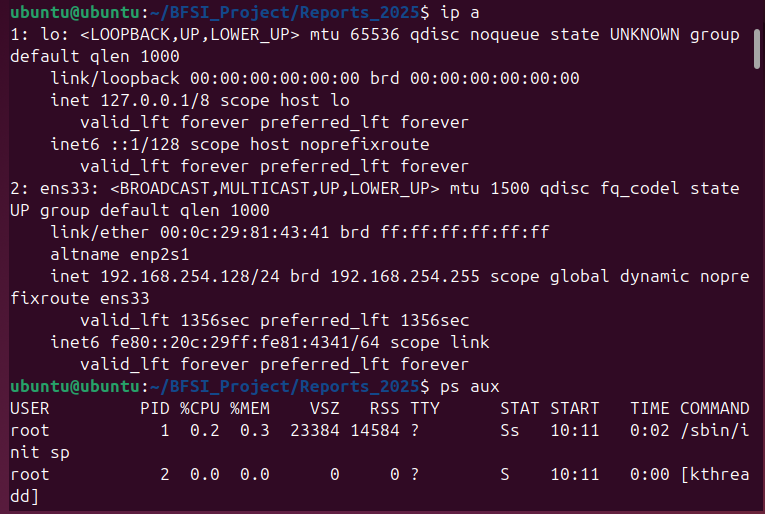 ubuntu@ubuntu:~/BFSI_Project/Reports_2025$ ip a
1: lo: <LOOPBACK,UP,LOWER_UP> mtu 65536 qdisc noqueue state UNKNOWN group
default qlen 1000
    link/loopback 00:00:00:00:00:00 brd 00:00:00:00:00:00
    inet 127.0.0.1/8 scope host lo
       valid_lft forever preferred_lft forever
    inet6 ::1/128 scope host noprefixroute
       valid_lft forever preferred_lft forever
2: ens33: <BROADCAST,MULTICAST,UP,LOWER_UP> mtu 1500 qdisc fq_codel state
UP group default qlen 1000
    link/ether 00:0c:29:81:43:41 brd ff:ff:ff:ff:ff:ff
    altname enp2s1
    inet 192.168.254.128/24 brd 192.168.254.255 scope global dynamic nopre
fixroute ens33
       valid_lft 1356sec preferred_lft 1356sec
    inet6 fe80::20c:29ff:fe81:4341/64 scope link
       valid_lft forever preferred_lft forever
ubuntu@ubuntu:~/BFSI_Project/Reports_2025$ ps aux
USER         PID %CPU %MEM    VSZ   RSS TTY      STAT START   TIME COMMAND
root           1  0.2  0.3  23384 14584 ?        Ss   10:11   0:02 /sbin/i
nit sp
root           2  0.0  0.0      0     0 ?        S    10:11   0:00 [kthrea
dd]